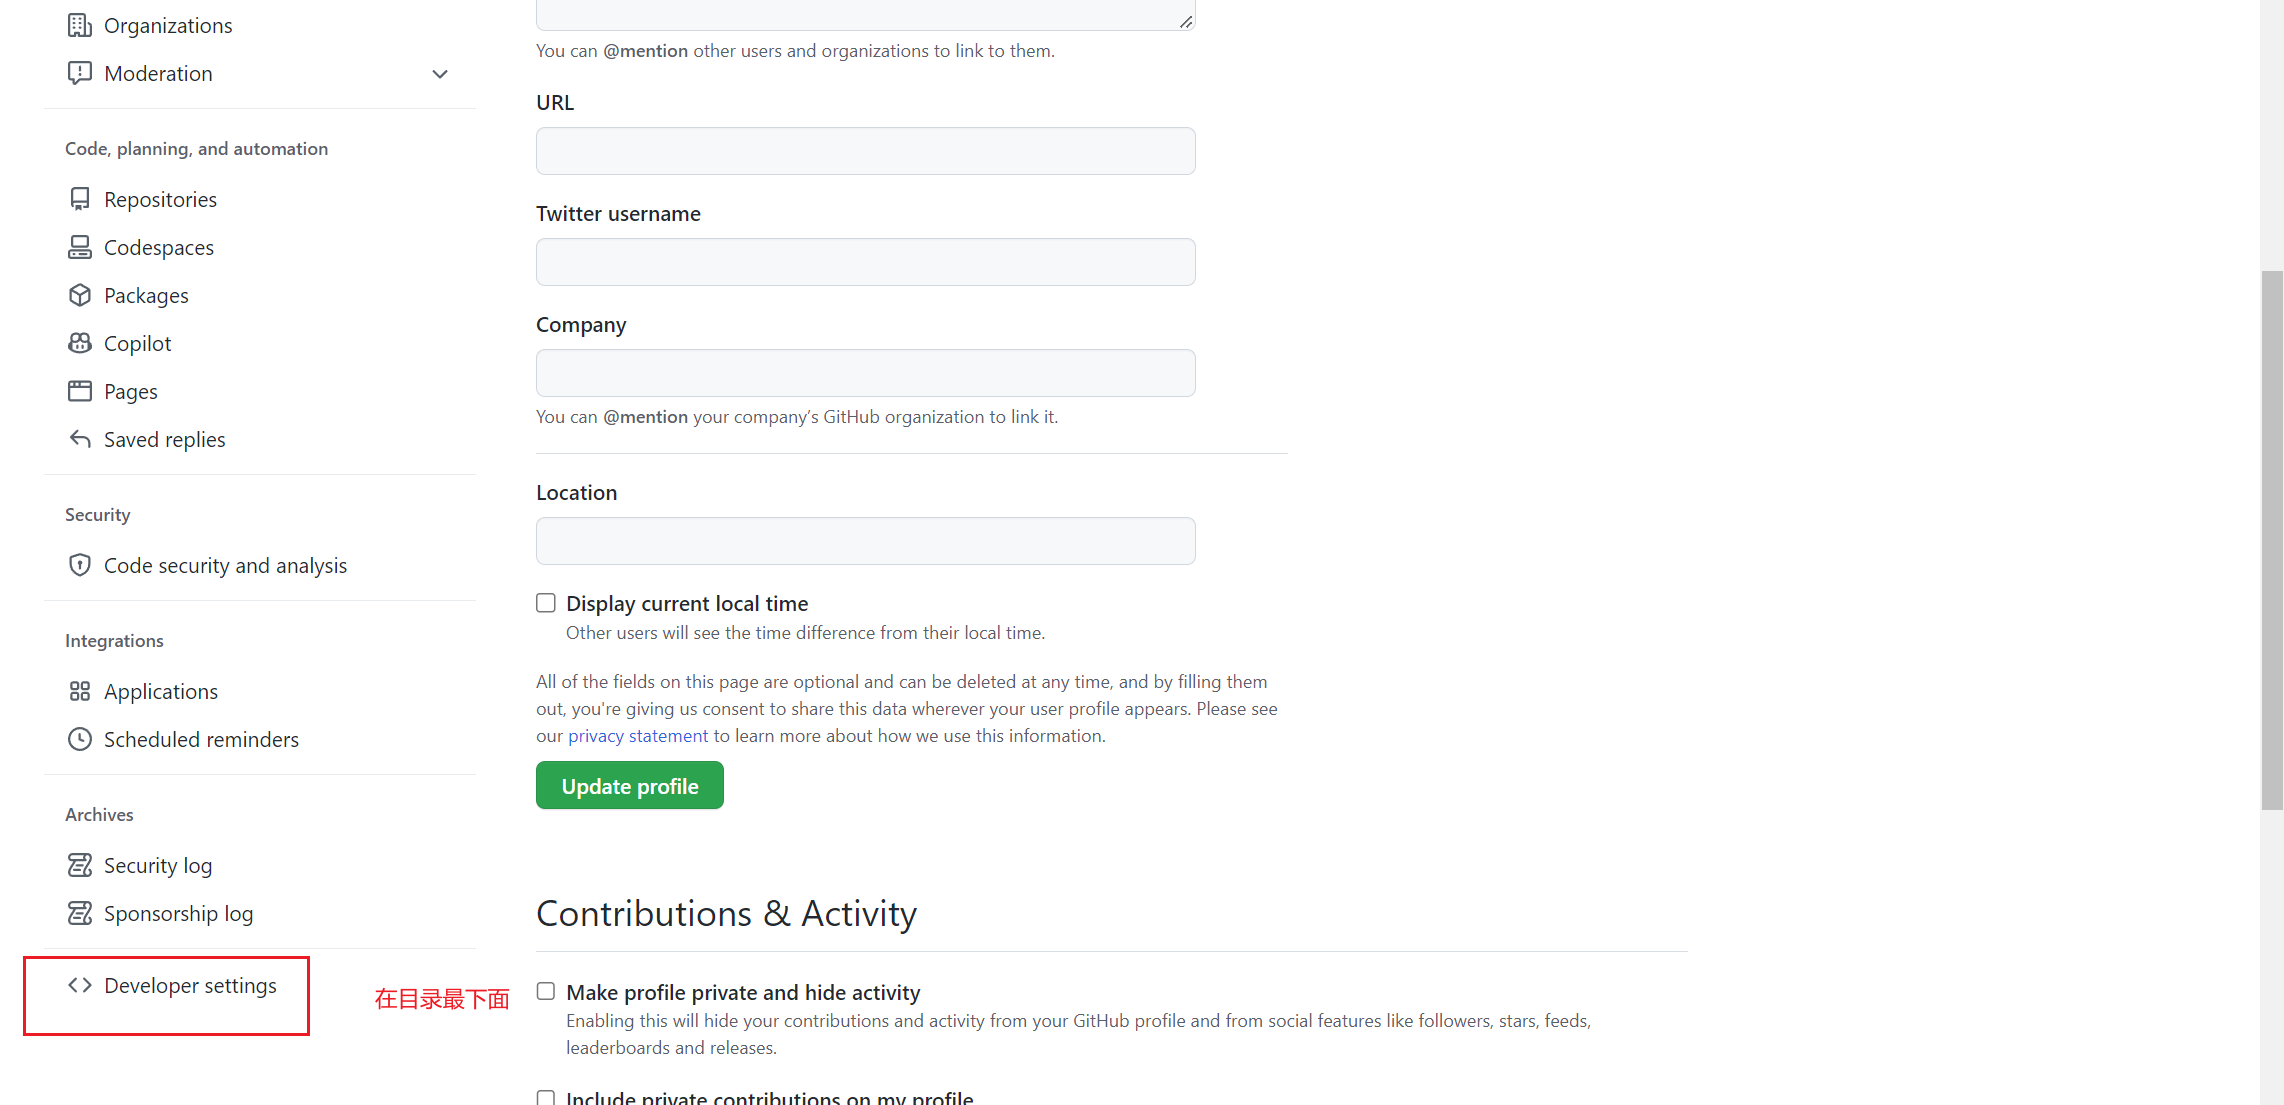 Organizations
Moderation
Code, planning, and automation
Repositories
Codespaces
Packages
Copilot
Pages
Saved replies
Security
Code security and analysis
Integrations
Applications
Scheduled reminders
Archives
Security log
Sponsorship log
Developer settings
在目录最下面
You can @mention other users and organizations to link to them.
URL
Twitter username
Company
You can @mention your company’s GitHub organization to link it.
Location
Display current local time
Other users will see the time difference from their local time.
All of the fields on this page are optional and can be deleted at any time, and by filling them
out, you're giving us consent to share this data wherever your user profile appears. Please see
our privacy statement to learn more about how we use this information.
Update profile
Contributions & Activity
Make profile private and hide activity
Enabling this will hide your contributions and activity from your GitHub profile and from social features like followers, stars, feeds,
leaderboards and releases.
Include private contributions on my profile